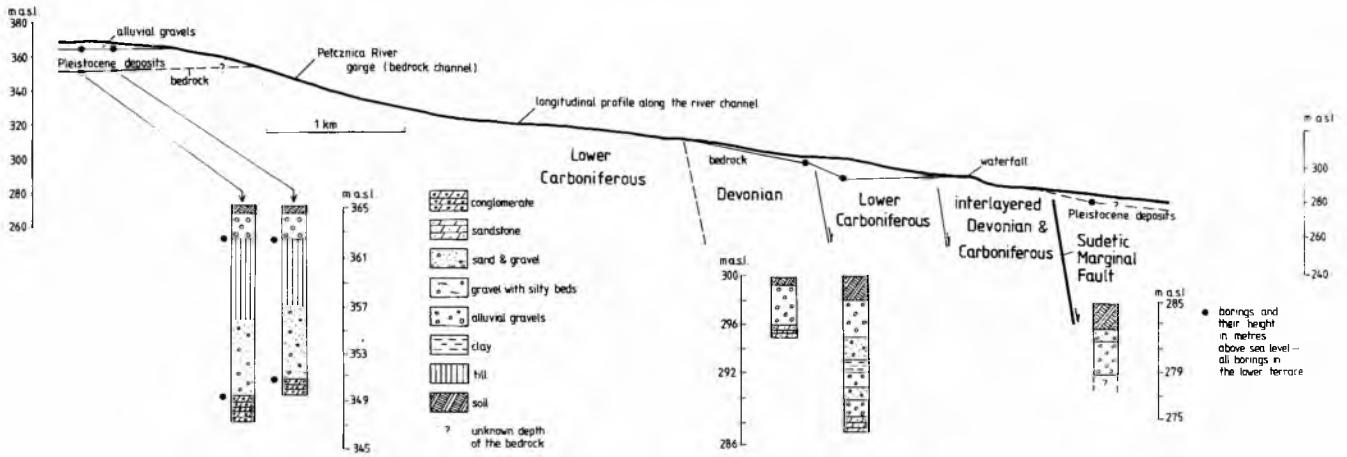 m a.s.l.
380
360
340
320
300
280
260
alluvial gravels
?
Pleistocene deposits
bedrock
?
Pełcznica River
gorge (bedrock channel)
1 km
longitudinal profile along the river channel
Lower
Carboniferous
bedrock
Devonian
Lower
Carboniferous
waterfall
interlayered
Devonian &
Carboniferous
Pleistocene deposits
?
Sudetic
Marginal
Fault
m a.s.l.
300
280
260
240
m a.s.l.
365
361
357
353
349
345
conglomerate
sandstone
sand & gravel
gravel with silty beds
alluvial gravels
clay
till
soil
? unknown depth
of the bedrock
m a.s.l.
300
296
292
288
286
?
m a.s.l.
285
279
275
borings and
their height
in metres
above sea level –
all borings in
the lower terrace